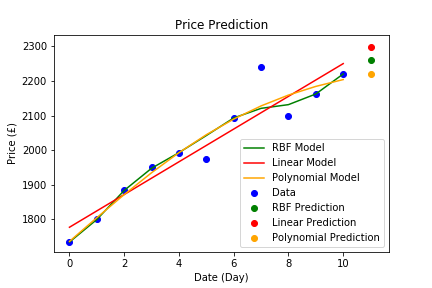 Price Prediction
2300
2200
2100
2000
1900
1800
Price (£)
0
2
4
6
8
10
Date (Day)
RBF Model
Linear Model
Polynomial Model
Data
RBF Prediction
Linear Prediction
Polynomial Prediction